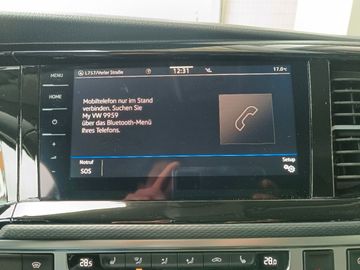 MENU
L757/Verler Straße
12:31
17.0°
HOME
Mobiltelefon nur im Stand
verbinden. Suchen Sie
My VW 9959
über das Bluetooth-Menü
Ihres Telefons.
Notruf
SOS
Setup
28.5
28.0